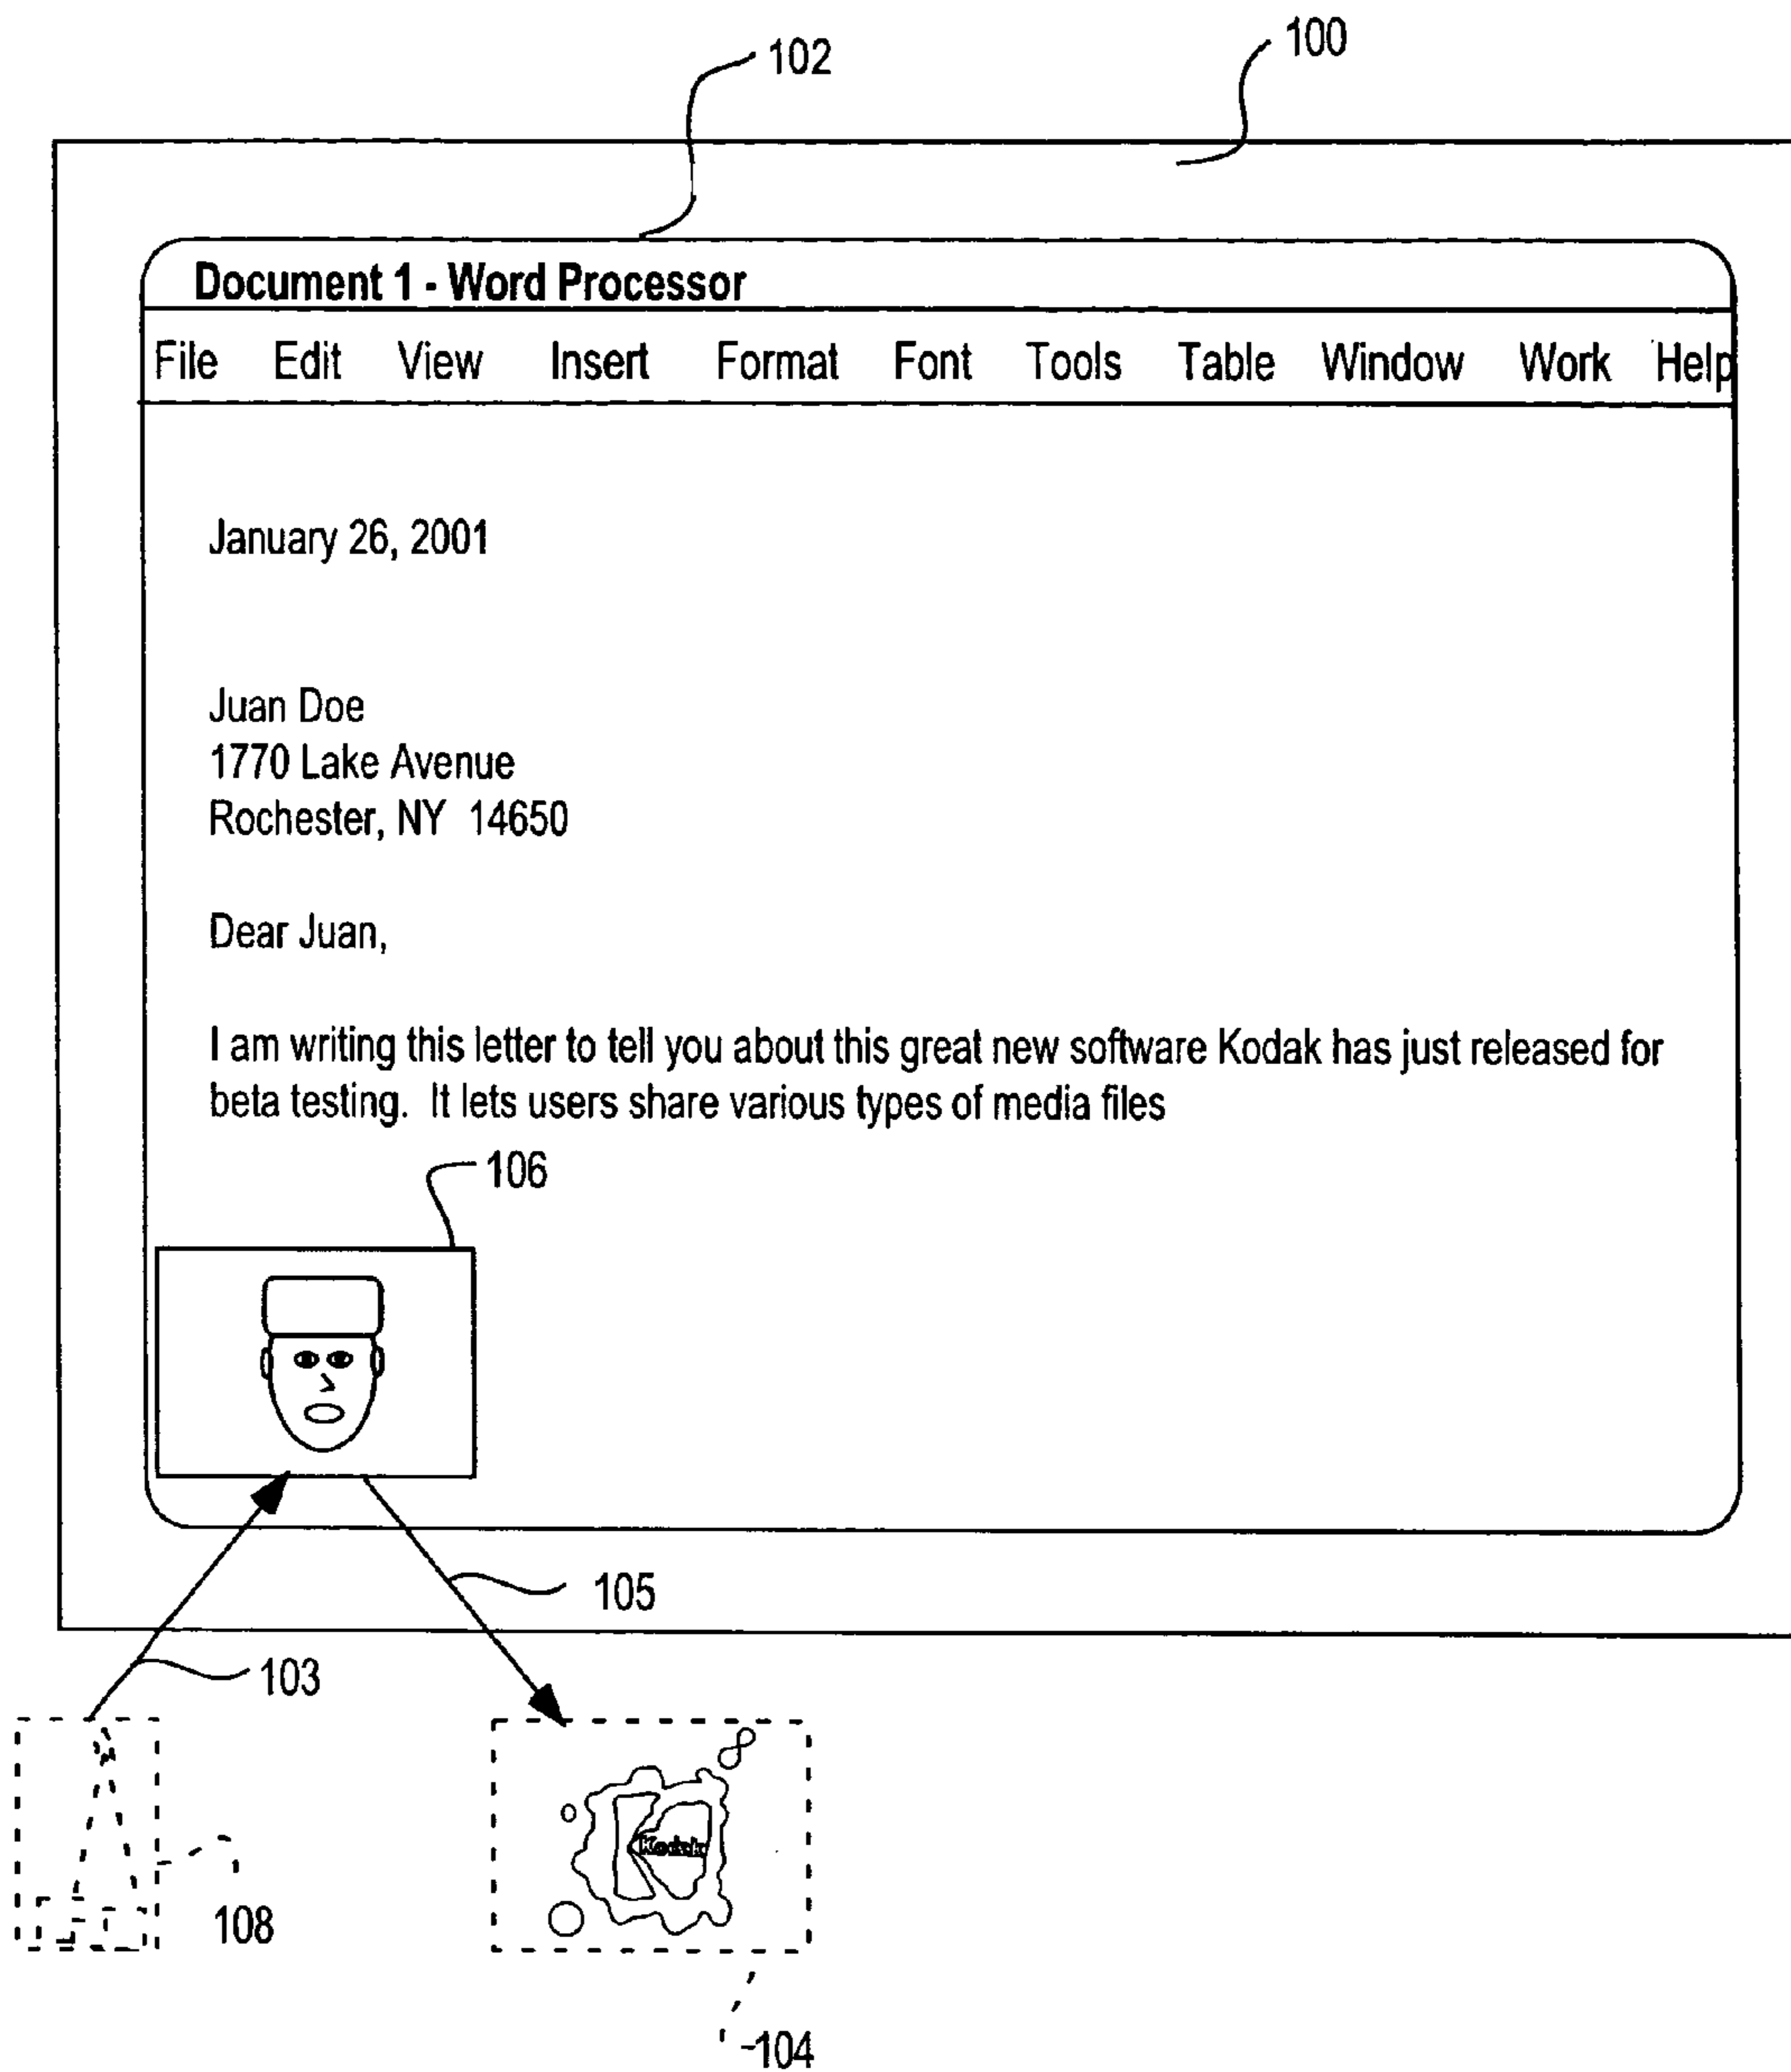 102
100
Document 1 - Word Processor
File Edit View Insert Format Font Tools Table Window Work Help
January 26, 2001
Juan Doe
1770 Lake Avenue
Rochester, NY 14650
Dear Juan,
I am writing this letter to tell you about this great new software Kodak has just released for
beta testing. It lets users share various types of media files
106
105
103
Kodak
108
104